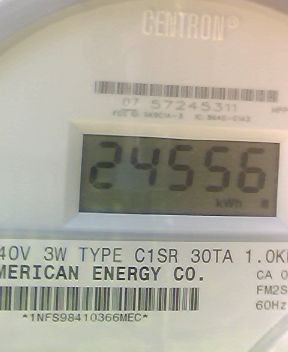 CENTRON®
07 57245311
24556
kWh
40V 3W TYPE C1SR 30TA 1.0K
MERICAN ENERGY CO.
CA 0
FM2S
60Hz
*1NFS98410366MEC*